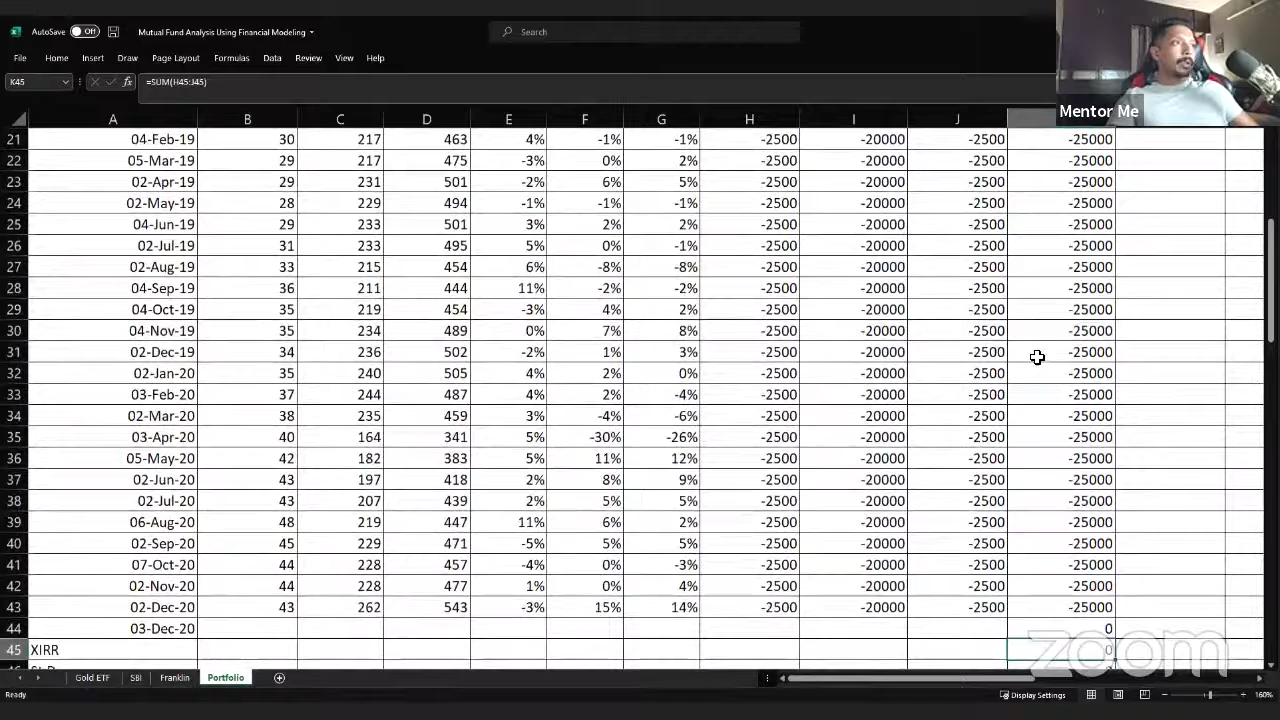 AutoSave Off Mutual Fund Analysis Using Financial Modeling Search
File Home Insert Draw Page Layout Formulas Data Review View Help
K45 fx =SUM(H45:J45)
Mentor Me
A B C D E F G H I J
21 04-Feb-19 30 217 463 4% -1% -1% -2500 -20000 -2500 -25000
22 05-Mar-19 29 217 475 -3% 0% 2% -2500 -20000 -2500 -25000
23 02-Apr-19 29 231 501 -2% 6% 5% -2500 -20000 -2500 -25000
24 02-May-19 28 229 494 -1% -1% -1% -2500 -20000 -2500 -25000
25 04-Jun-19 29 233 501 3% 2% 2% -2500 -20000 -2500 -25000
26 02-Jul-19 31 233 495 5% 0% -1% -2500 -20000 -2500 -25000
27 02-Aug-19 33 215 454 6% -8% -8% -2500 -20000 -2500 -25000
28 04-Sep-19 36 211 444 11% -2% -2% -2500 -20000 -2500 -25000
29 04-Oct-19 35 219 454 -3% 4% 2% -2500 -20000 -2500 -25000
30 04-Nov-19 35 234 489 0% 7% 8% -2500 -20000 -2500 -25000
31 02-Dec-19 34 236 502 -2% 1% 3% -2500 -20000 -2500 -25000
32 02-Jan-20 35 240 505 4% 2% 0% -2500 -20000 -2500 -25000
33 03-Feb-20 37 244 487 4% 2% -4% -2500 -20000 -2500 -25000
34 02-Mar-20 38 235 459 3% -4% -6% -2500 -20000 -2500 -25000
35 03-Apr-20 40 164 341 5% -30% -26% -2500 -20000 -2500 -25000
36 05-May-20 42 182 383 5% 11% 12% -2500 -20000 -2500 -25000
37 02-Jun-20 43 197 418 2% 8% 9% -2500 -20000 -2500 -25000
38 02-Jul-20 43 207 439 2% 5% 5% -2500 -20000 -2500 -25000
39 06-Aug-20 48 219 447 11% 6% 2% -2500 -20000 -2500 -25000
40 02-Sep-20 45 229 471 -5% 5% 5% -2500 -20000 -2500 -25000
41 07-Oct-20 44 228 457 -4% 0% -3% -2500 -20000 -2500 -25000
42 02-Nov-20 44 228 477 1% 0% 4% -2500 -20000 -2500 -25000
43 02-Dec-20 43 262 543 -3% 15% 14% -2500 -20000 -2500 -25000
44 03-Dec-20 0
45 XIRR 0
zoom
Gold ETF SBI Franklin Portfolio
Ready Display Settings 160%